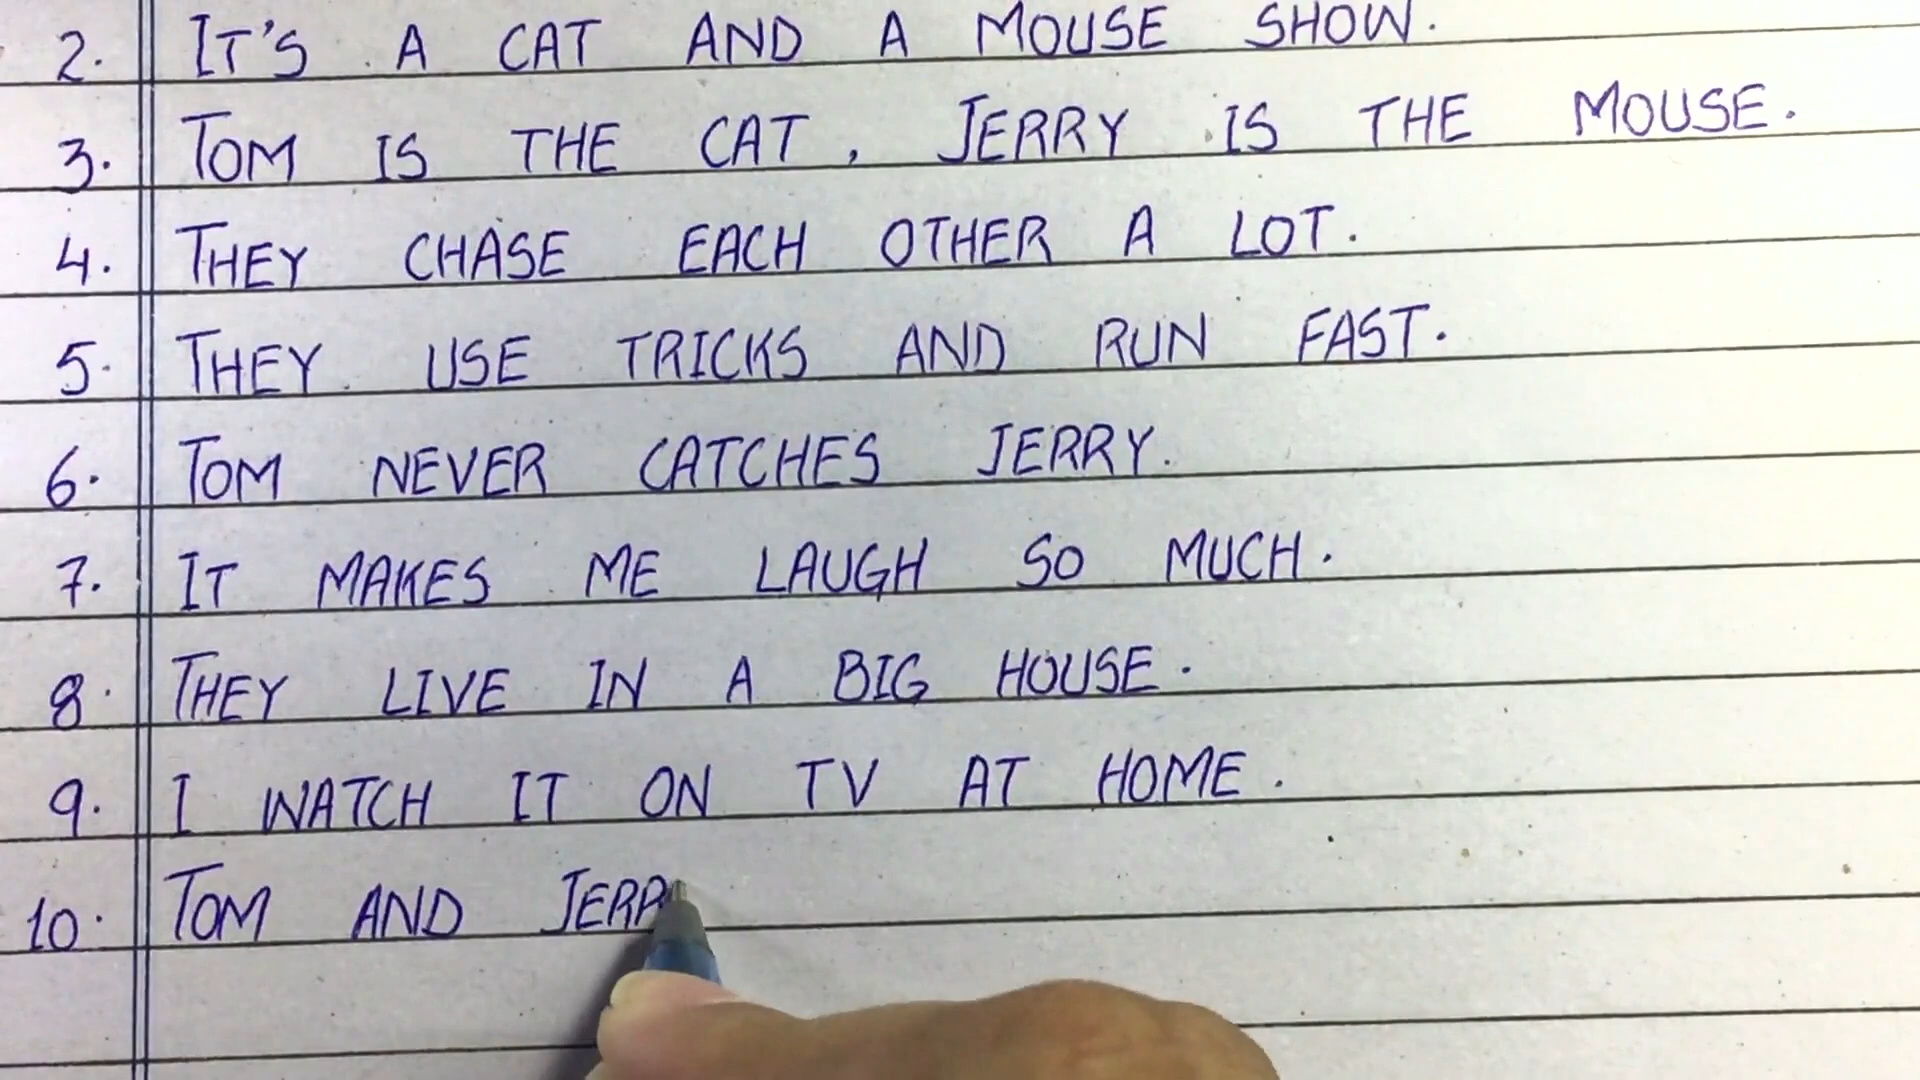 2. IT'S A CAT AND A MOUSE SHOW.
3. TOM IS THE CAT, JERRY IS THE MOUSE.
4. THEY CHASE EACH OTHER A LOT.
5. THEY USE TRICKS AND RUN FAST.
6. TOM NEVER CATCHES JERRY.
7. IT MAKES ME LAUGH SO MUCH.
8. THEY LIVE IN A BIG HOUSE.
9. I WATCH IT ON TV AT HOME.
10. TOM AND JERR